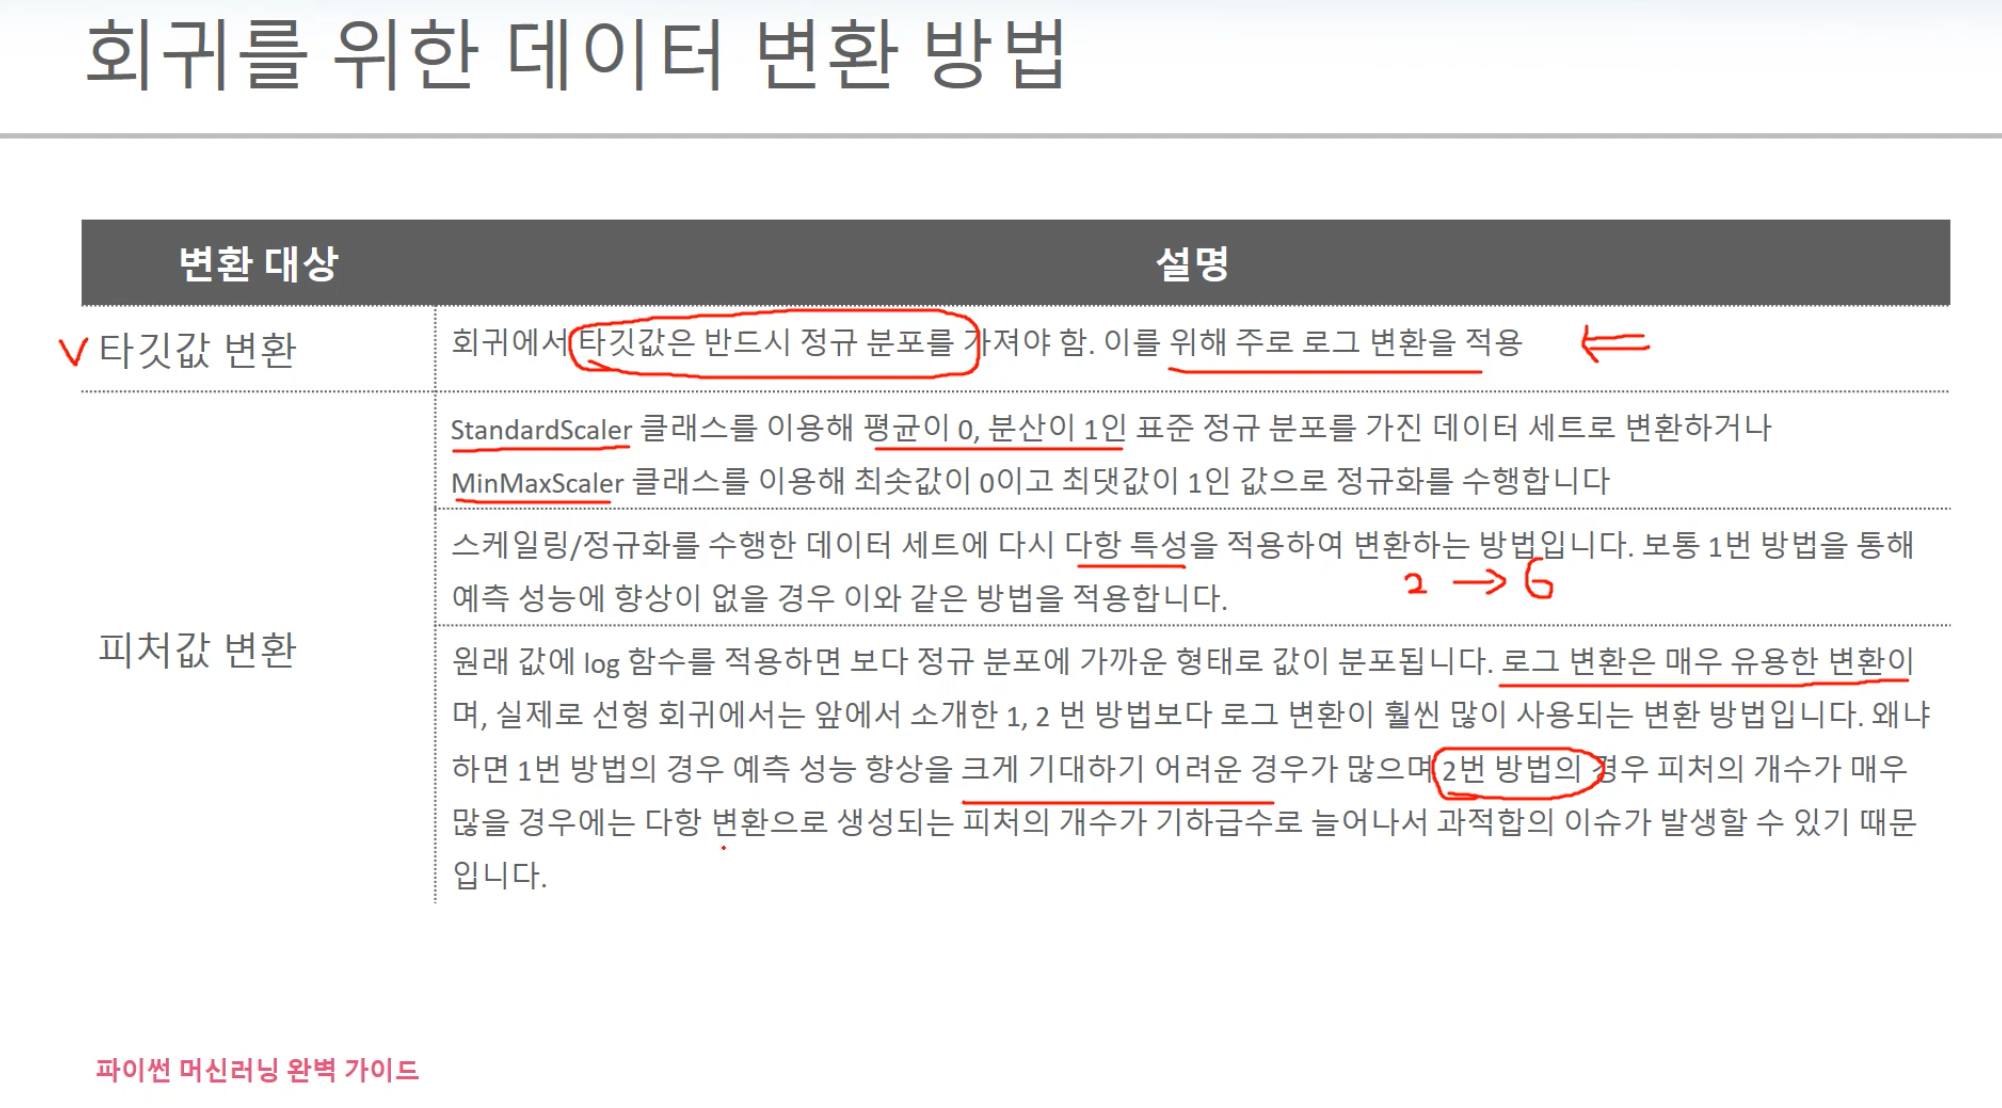 회귀를 위한 데이터 변환 방법
변환 대상
설명
V 타깃값 변환
회귀에서 타깃값은 반드시 정규 분포를 가져야 함. 이를 위해 주로 로그 변환을 적용
StandardScaler 클래스를 이용해 평균이 0, 분산이 1인 표준 정규 분포를 가진 데이터 세트로 변환하거나
MinMaxScaler 클래스를 이용해 최솟값이 0이고 최댓값이 1인 값으로 정규화를 수행합니다
스케일링/정규화를 수행한 데이터 세트에 다시 다항 특성을 적용하여 변환하는 방법입니다. 보통 1번 방법을 통해
예측 성능에 향상이 없을 경우 이와 같은 방법을 적용합니다.
2 → 6
피처값 변환
원래 값에 log 함수를 적용하면 보다 정규 분포에 가까운 형태로 값이 분포됩니다. 로그 변환은 매우 유용한 변환이
며, 실제로 선형 회귀에서는 앞에서 소개한 1, 2 번 방법보다 로그 변환이 훨씬 많이 사용되는 변환 방법입니다. 왜냐
하면 1번 방법의 경우 예측 성능 향상을 크게 기대하기 어려운 경우가 많으며 2번 방법의 경우 피처의 개수가 매우
많을 경우에는 다항 변환으로 생성되는 피처의 개수가 기하급수로 늘어나서 과적합의 이슈가 발생할 수 있기 때문
입니다.
파이썬 머신러닝 완벽 가이드